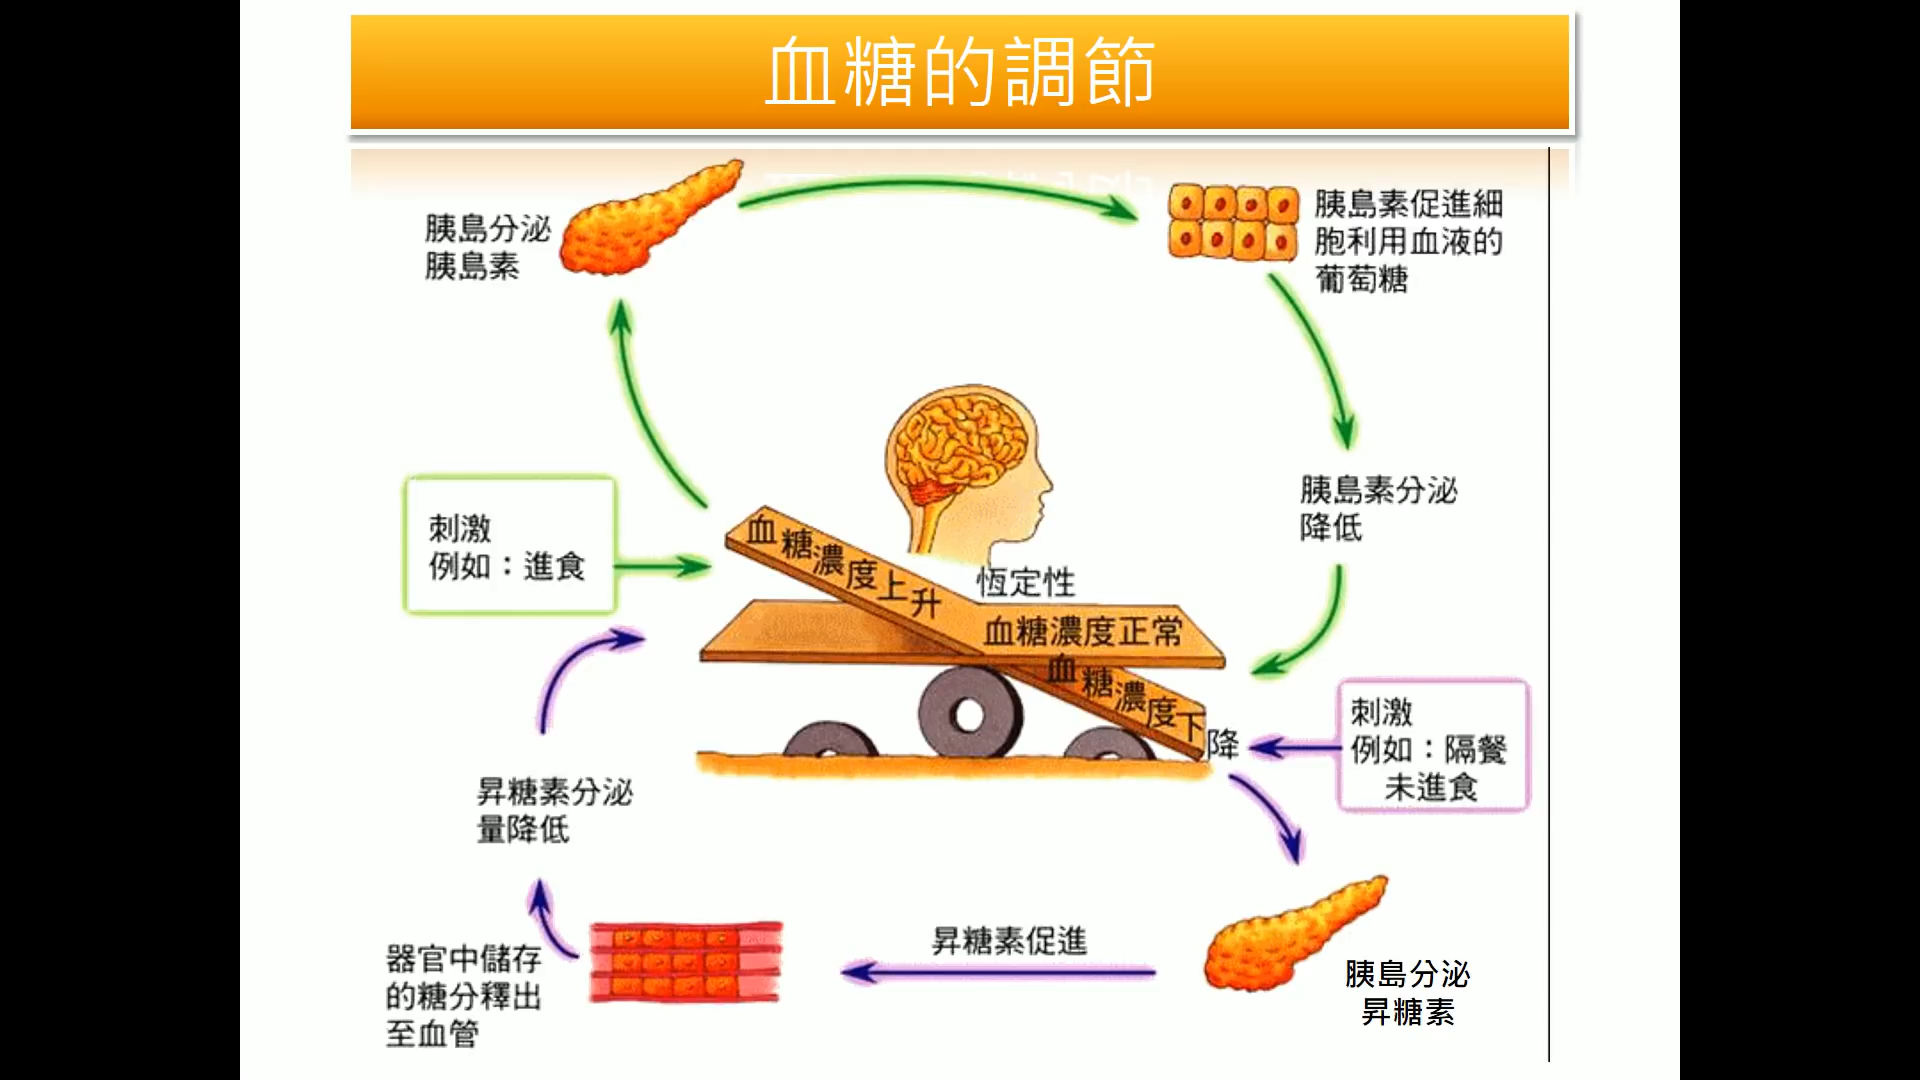 血糖的調節
胰島分泌
胰島素
胰島素促進細
胞利用血液的
葡萄糖
胰島素分泌
降低
刺激
例如：進食
血糖濃度上升
恆定性
血糖濃度正常
血糖濃度下降
刺激
例如：隔餐
未進食
昇糖素分泌
量降低
昇糖素促進
器官中儲存
的糖分釋出
至血管
胰島分泌
昇糖素